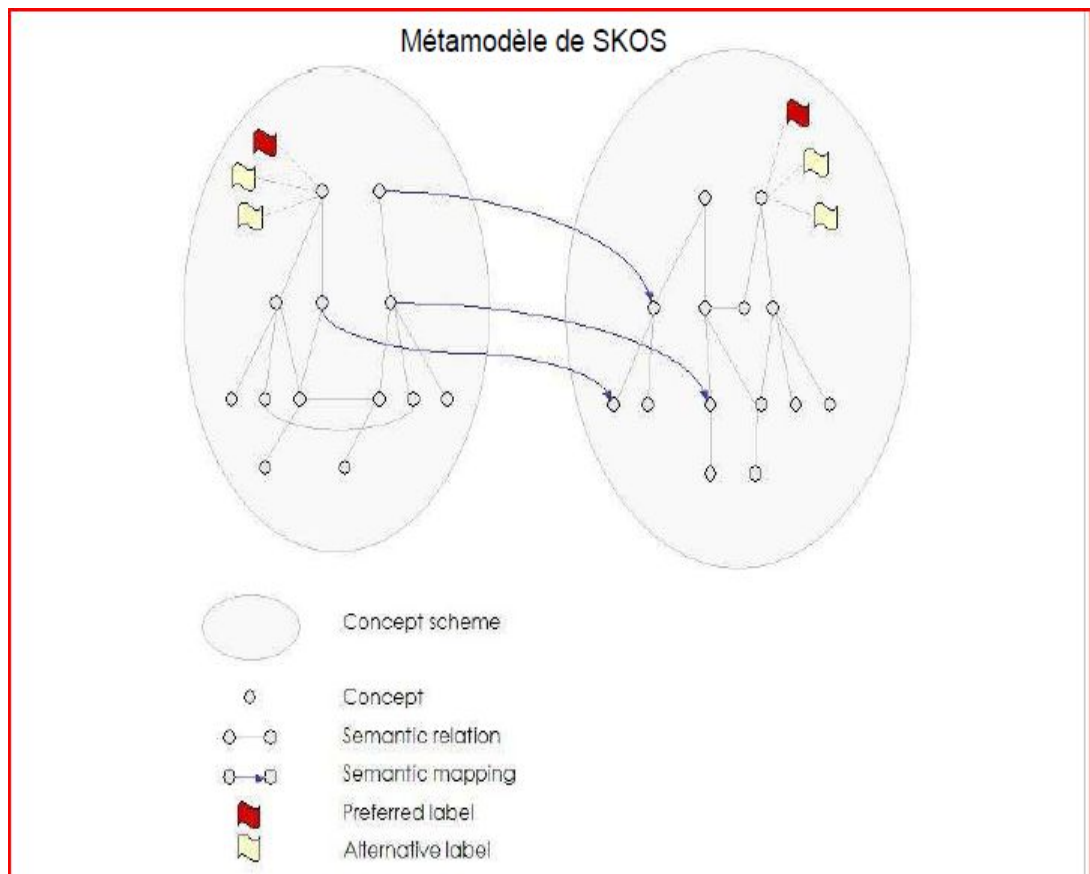 Métamodèle de SKOS
Concept scheme
Concept
Semantic relation
Semantic mapping
Preferred label
Alternative label